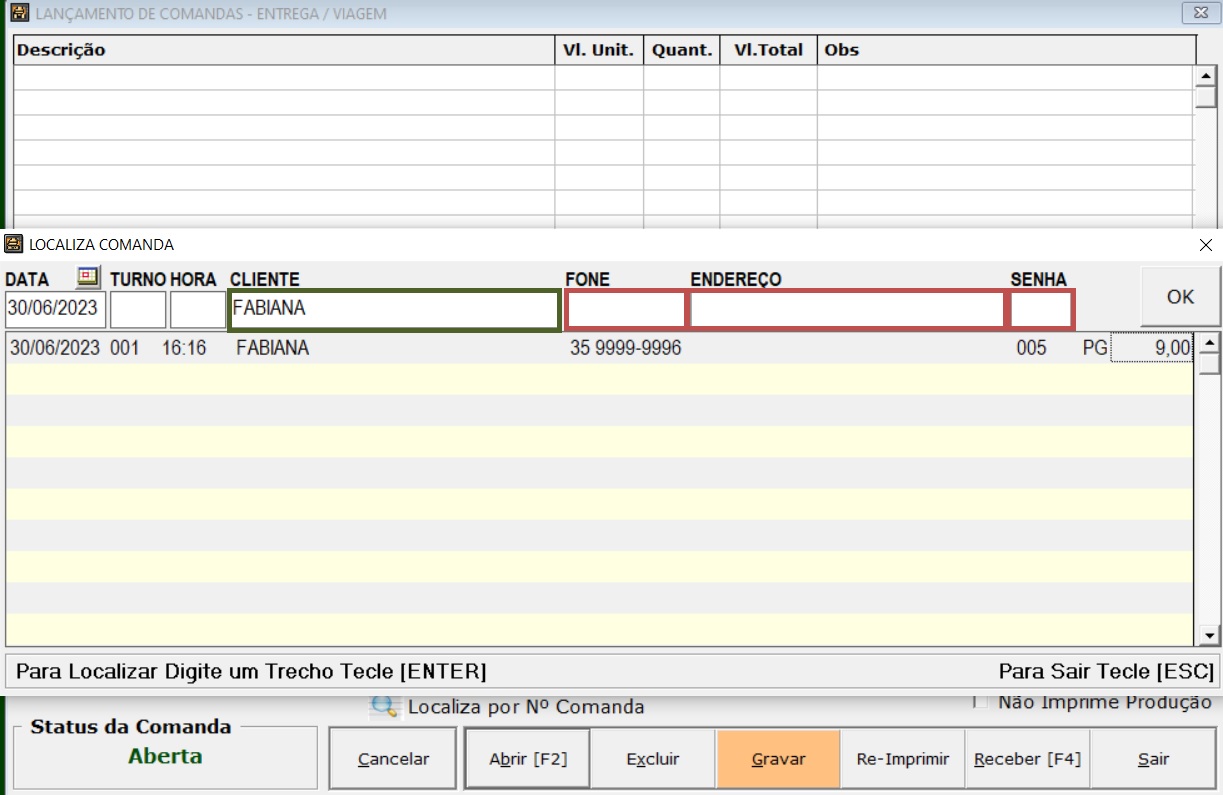 LANÇAMENTO DE COMANDAS - ENTREGA / VIAGEM
Descrição Vl. Unit. Quant. Vl.Total Obs
LOCALIZA COMANDA
DATA TURNO HORA CLIENTE FONE ENDEREÇO SENHA
OK
30/06/2023 FABIANA
30/06/2023 001 16:16 FABIANA 35 9999-9996 005 PG 9,00
Para Localizar Digite um Trecho Tecle [ENTER] Para Sair Tecle [ESC]
Localiza por Nº Comanda Não Imprime Produção
Status da Comanda
Aberta
Cancelar Abrir [F2] Excluir Gravar Re-Imprimir Receber [F4] Sair